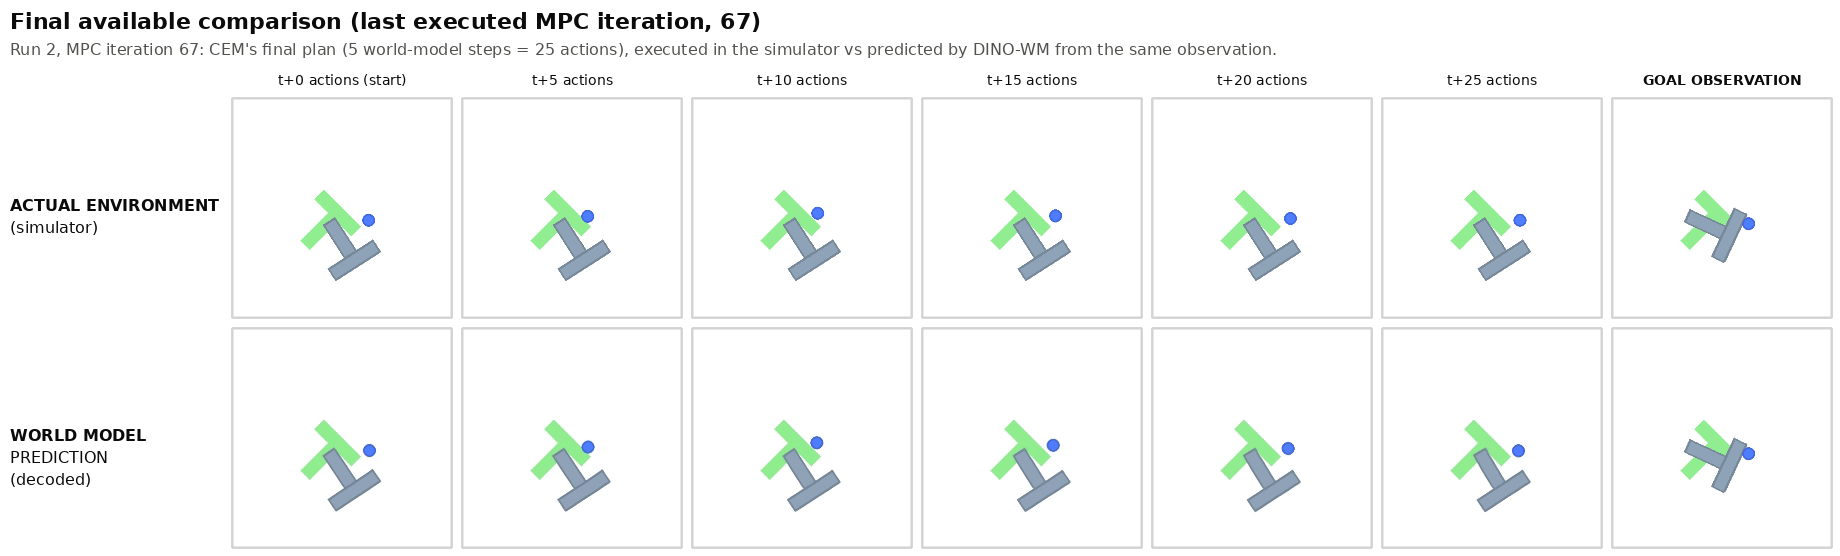 Final available comparison (last executed MPC iteration, 67)
Run 2, MPC iteration 67: CEM's final plan (5 world-model steps = 25 actions), executed in the simulator vs predicted by DINO-WM from the same observation.
t+0 actions (start) t+5 actions t+10 actions t+15 actions t+20 actions t+25 actions GOAL OBSERVATION
ACTUAL ENVIRONMENT
(simulator)
WORLD MODEL
PREDICTION
(decoded)